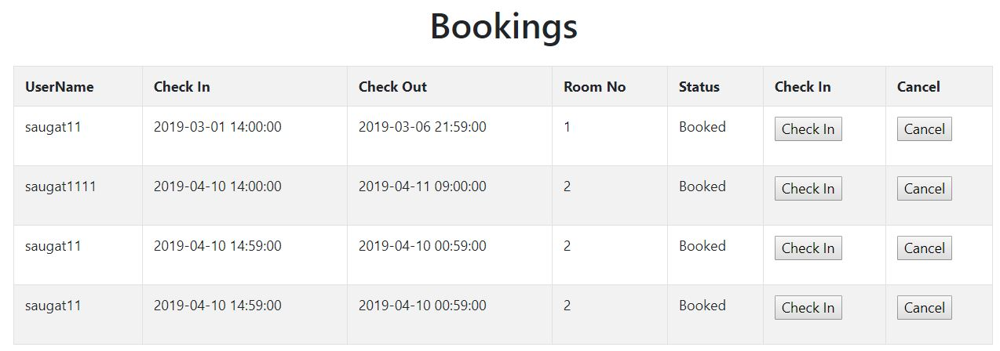 Bookings
UserName Check In Check Out Room No Status Check In Cancel
saugat11 2019-03-01 14:00:00 2019-03-06 21:59:00 1 Booked Check In Cancel
saugat1111 2019-04-10 14:00:00 2019-04-11 09:00:00 2 Booked Check In Cancel
saugat11 2019-04-10 14:59:00 2019-04-10 00:59:00 2 Booked Check In Cancel
saugat11 2019-04-10 14:59:00 2019-04-10 00:59:00 2 Booked Check In Cancel